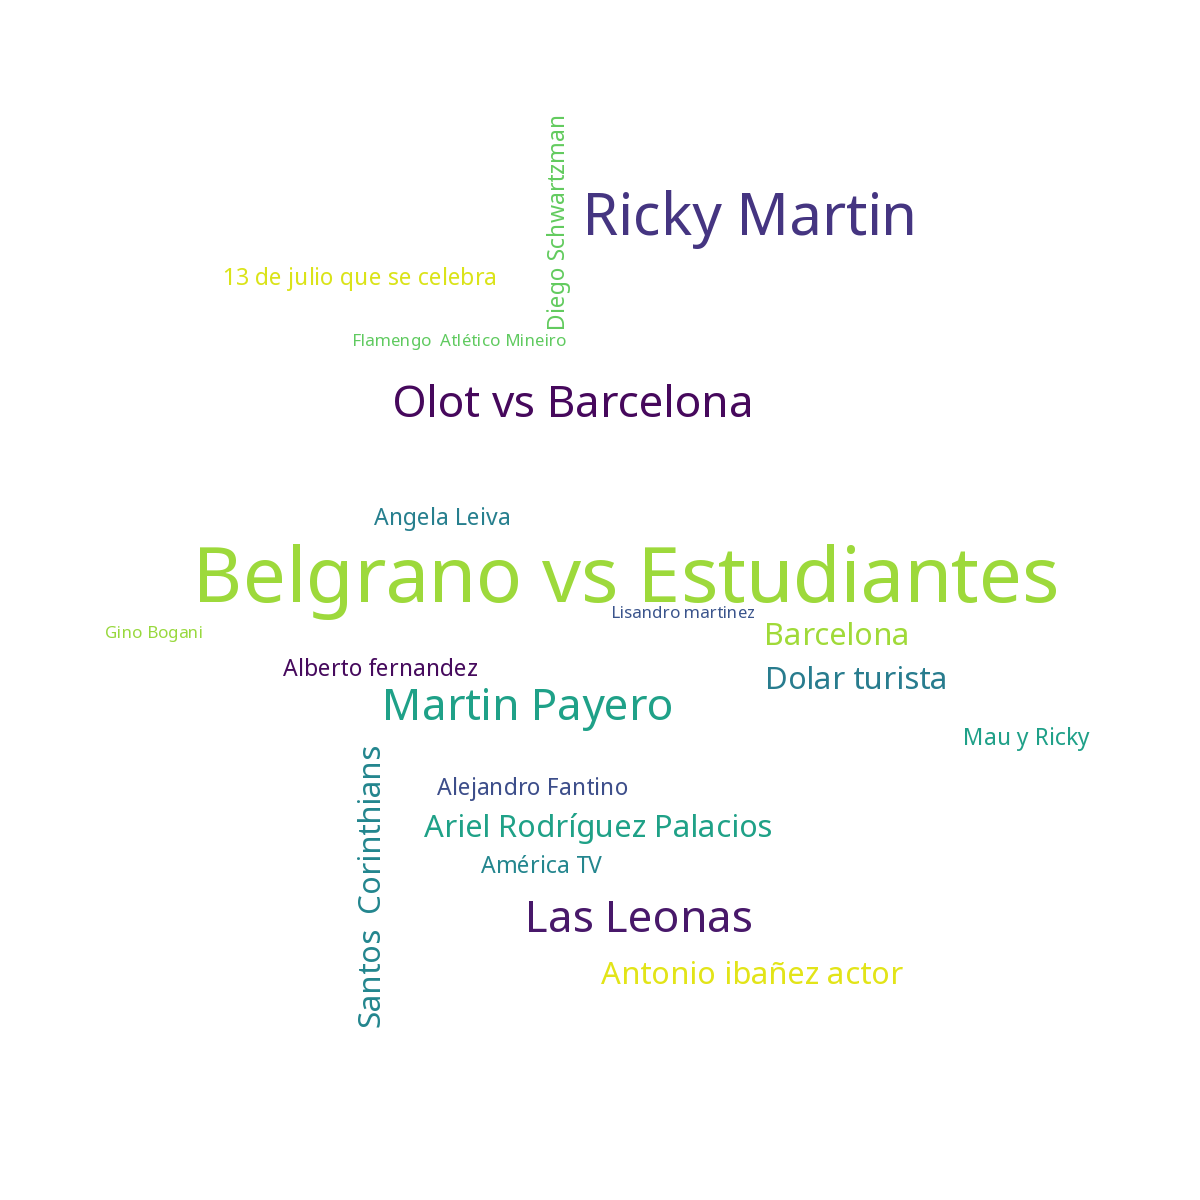 Diego Schwartzman
Ricky Martin
13 de julio que se celebra
Flamengo  Atlético Mineiro
Olot vs Barcelona
Angela Leiva
Belgrano vs Estudiantes
Lisandro martinez
Gino Bogani
Barcelona
Alberto fernandez
Dolar turista
Martin Payero
Mau y Ricky
Santos  Corinthians
Alejandro Fantino
Ariel Rodríguez Palacios
América TV
Las Leonas
Antonio ibañez actor